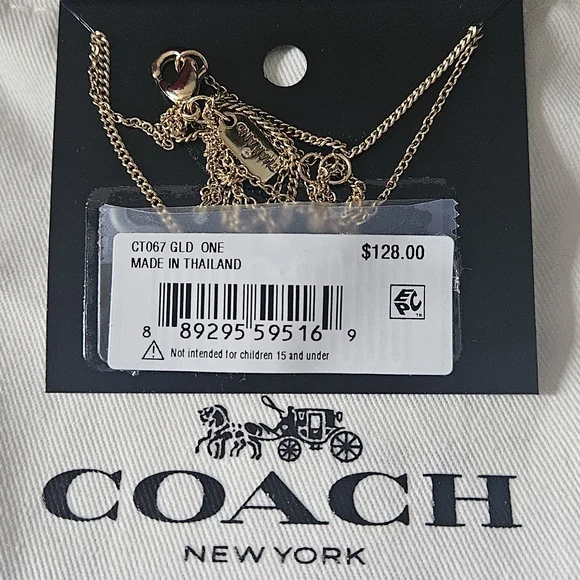 CT067 GLD ONE $128.00
MADE IN THAILAND
EPC
8 89295 59516 9
Not intended for children 15 and under
COACH
NEW YORK